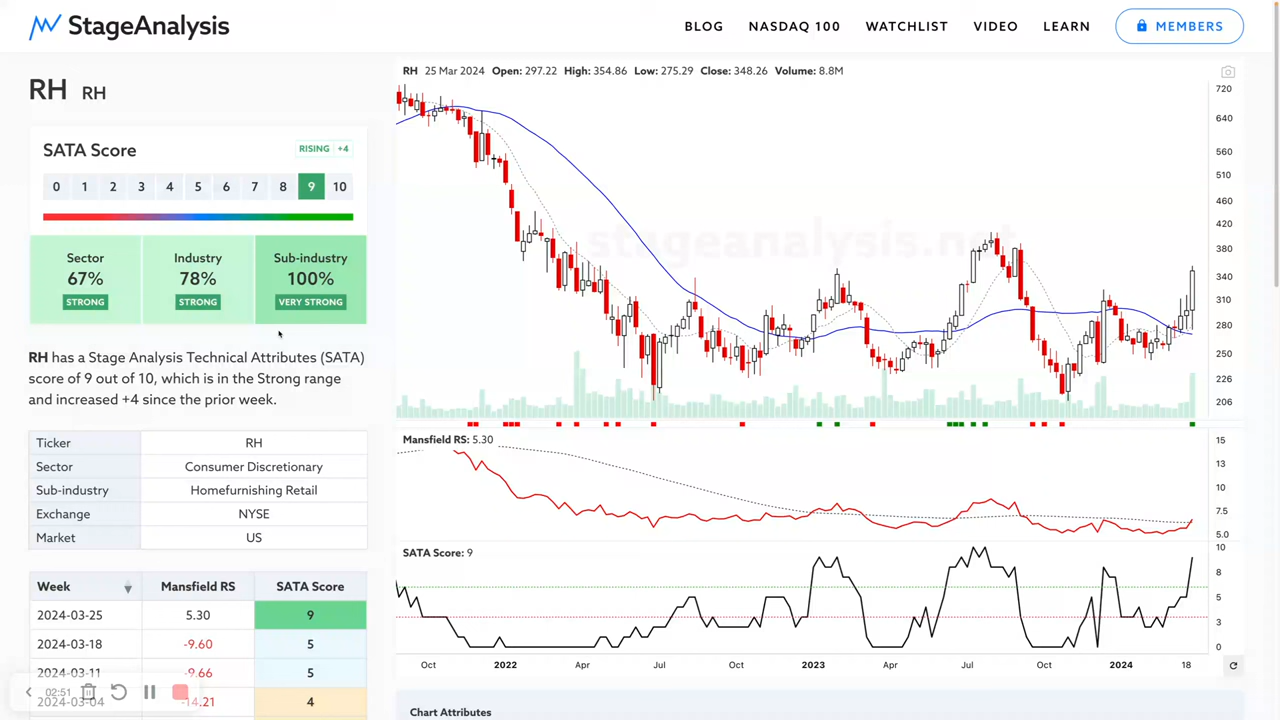 StageAnalysis
BLOG NASDAQ 100 WATCHLIST VIDEO LEARN MEMBERS
RH RH
SATA Score RISING +4
0 1 2 3 4 5 6 7 8 9 10
Sector Industry Sub-industry
67% 78% 100%
STRONG STRONG VERY STRONG
RH has a Stage Analysis Technical Attributes (SATA)
score of 9 out of 10, which is in the Strong range
and increased +4 since the prior week.
Ticker RH
Sector Consumer Discretionary
Sub-industry Homefurnishing Retail
Exchange NYSE
Market US
Week Mansfield RS SATA Score
2024-03-25 5.30 9
2024-03-18 -9.60 5
2024-03-11 -9.66 5
2024-03-04 -14.21 4
02:51
RH 25 Mar 2024 Open: 297.22 High: 354.86 Low: 275.29 Close: 348.26 Volume: 8.8M
stageanalysis.net
720
640
560
510
460
420
380
340
310
280
250
226
206
Mansfield RS: 5.30
15
13
10
7.5
5.0
SATA Score: 9
10
8
5
3
0
Oct 2022 Apr Jul Oct 2023 Apr Jul Oct 2024 18
Chart Attributes